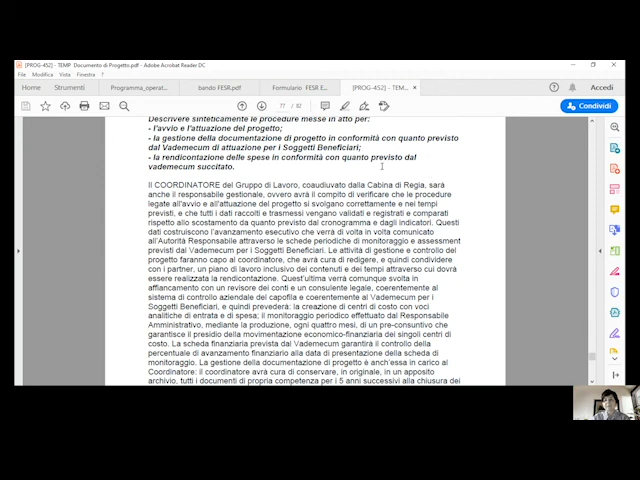 [PROG-452] - TEMP Documento di Progetto.pdf - Adobe Acrobat Reader DC
File Modifica Vista Finestra ?
Home Strumenti Programma_operat... bando FESR.pdf Formulario FESR E... [PROG-452] - TEMP... × Accedi
77 / 82 Condividi
Descrivere sinteticamente le procedure messe in atto per:
- l'avvio e l'attuazione del progetto;
- la gestione della documentazione di progetto in conformità con quanto previsto
dal Vademecum di attuazione per i Soggetti Beneficiari;
- la rendicontazione delle spese in conformità con quanto previsto dal
vademecum succitato.
Il COORDINATORE del Gruppo di Lavoro, coaudiuvato dalla Cabina di Regia, sarà
anche il responsabile gestionale, ovvero avrà il compito di verificare che le procedure
legate all'avvio e all'attuazione del progetto si svolgano correttamente e nei tempi
previsti, e che tutti i dati raccolti e trasmessi vengano validati e registrati e comparati
rispetto allo scostamento da quanto previsto dal cronogramma e dagli indicatori. Questi
dati costruiscono l'avanzamento esecutivo che verrà di volta in volta comunicato
all'Autorità Responsabile attraverso le schede periodiche di monitoraggio e assessment
previsti dal Vademecum per i Soggetti Beneficiari. Le attività di gestione e controllo del
progetto faranno capo al coordinatore, che avrà cura di redigere, e quindi condividere
con i partner, un piano di lavoro inclusivo dei contenuti e dei tempi attraverso cui dovrà
essere realizzata la rendicontazione. Quest'ultima verrà comunque svolta in
affiancamento con un revisore dei conti e un consulente legale, coerentemente al
sistema di controllo aziendale del capofila e coerentemente al Vademecum per i
Soggetti Beneficiari, e quindi prevederà: la creazione di centri di costo con voci
analitiche di entrata e di spesa; il monitoraggio periodico effettuato dal Responsabile
Amministrativo, mediante la produzione, ogni quattro mesi, di un pre-consuntivo che
garantisce il presidio della movimentazione economico-finanziaria dei singoli centri di
costo. La scheda finanziaria prevista dal Vademecum garantirà il controllo della
percentuale di avanzamento finanziario alla data di presentazione della scheda di
monitoraggio. La gestione della documentazione di progetto è anch'essa in carico al
Coordinatore: il coordinatore avrà cura di conservare, in originale, in un apposito
archivio, tutti i documenti di propria competenza per i 5 anni successivi alla chiusura del